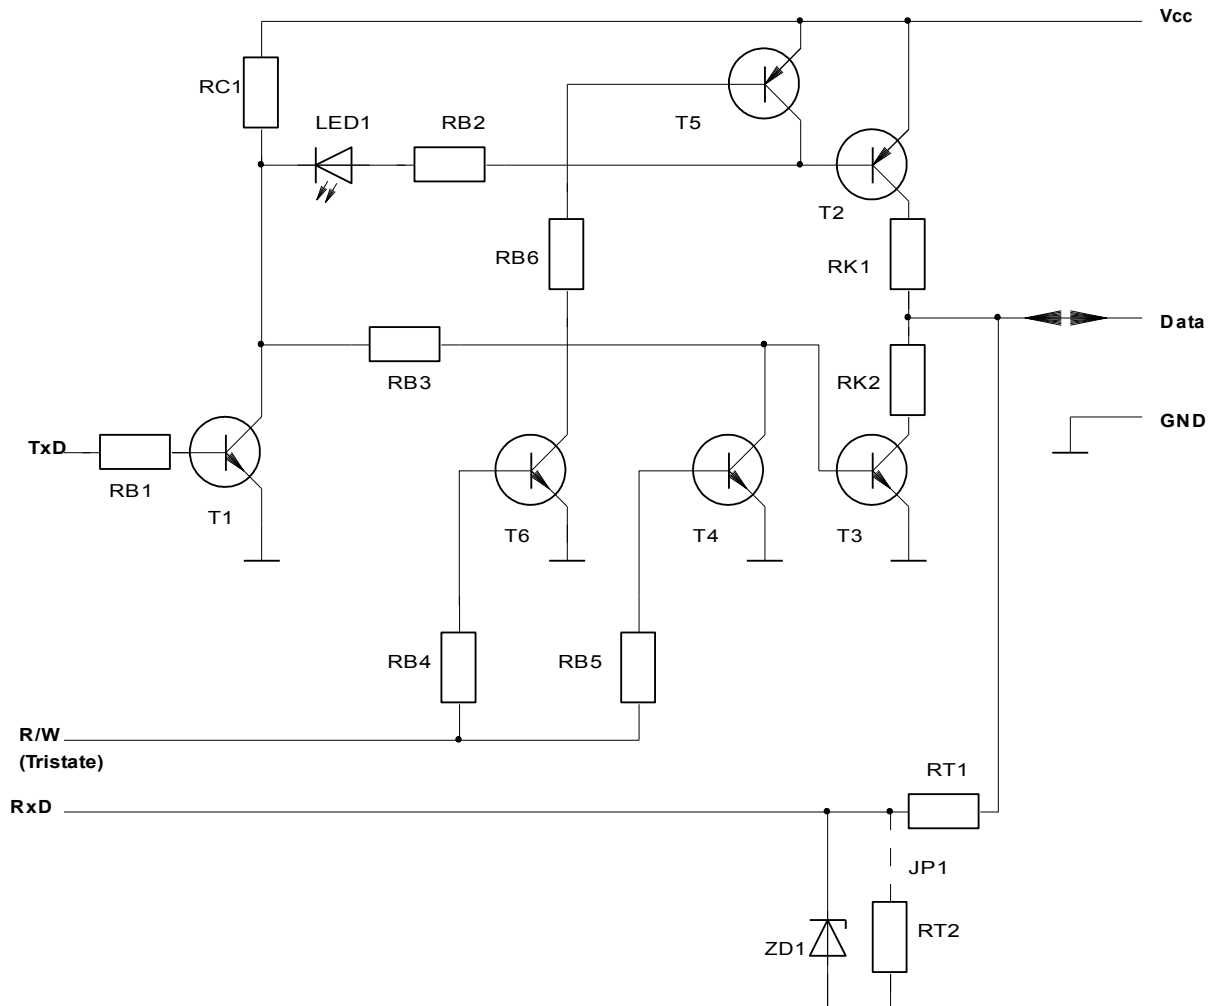 Vcc
RC1
LED1
RB2
T5
T2
RB6
RK1
Data
RB3
RK2
GND
TxD
RB1
T1
T6
T4
T3
RB4
RB5
R/W
(Tristate)
RT1
RxD
JP1
RT2
ZD1